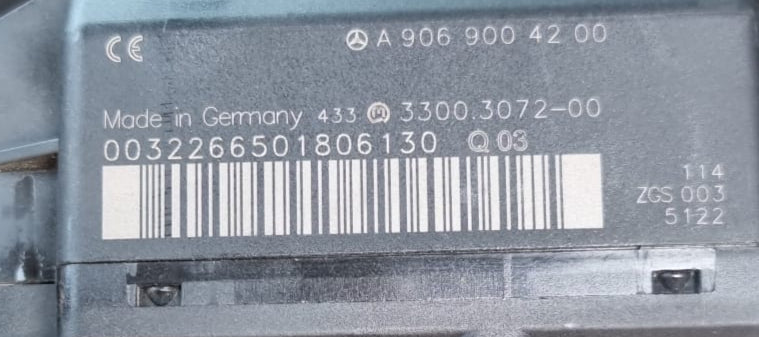 CE A 906 900 42 00
Made in Germany 433 3300.3072-00
0032266501806130 Q 03
114
ZGS 003
5122